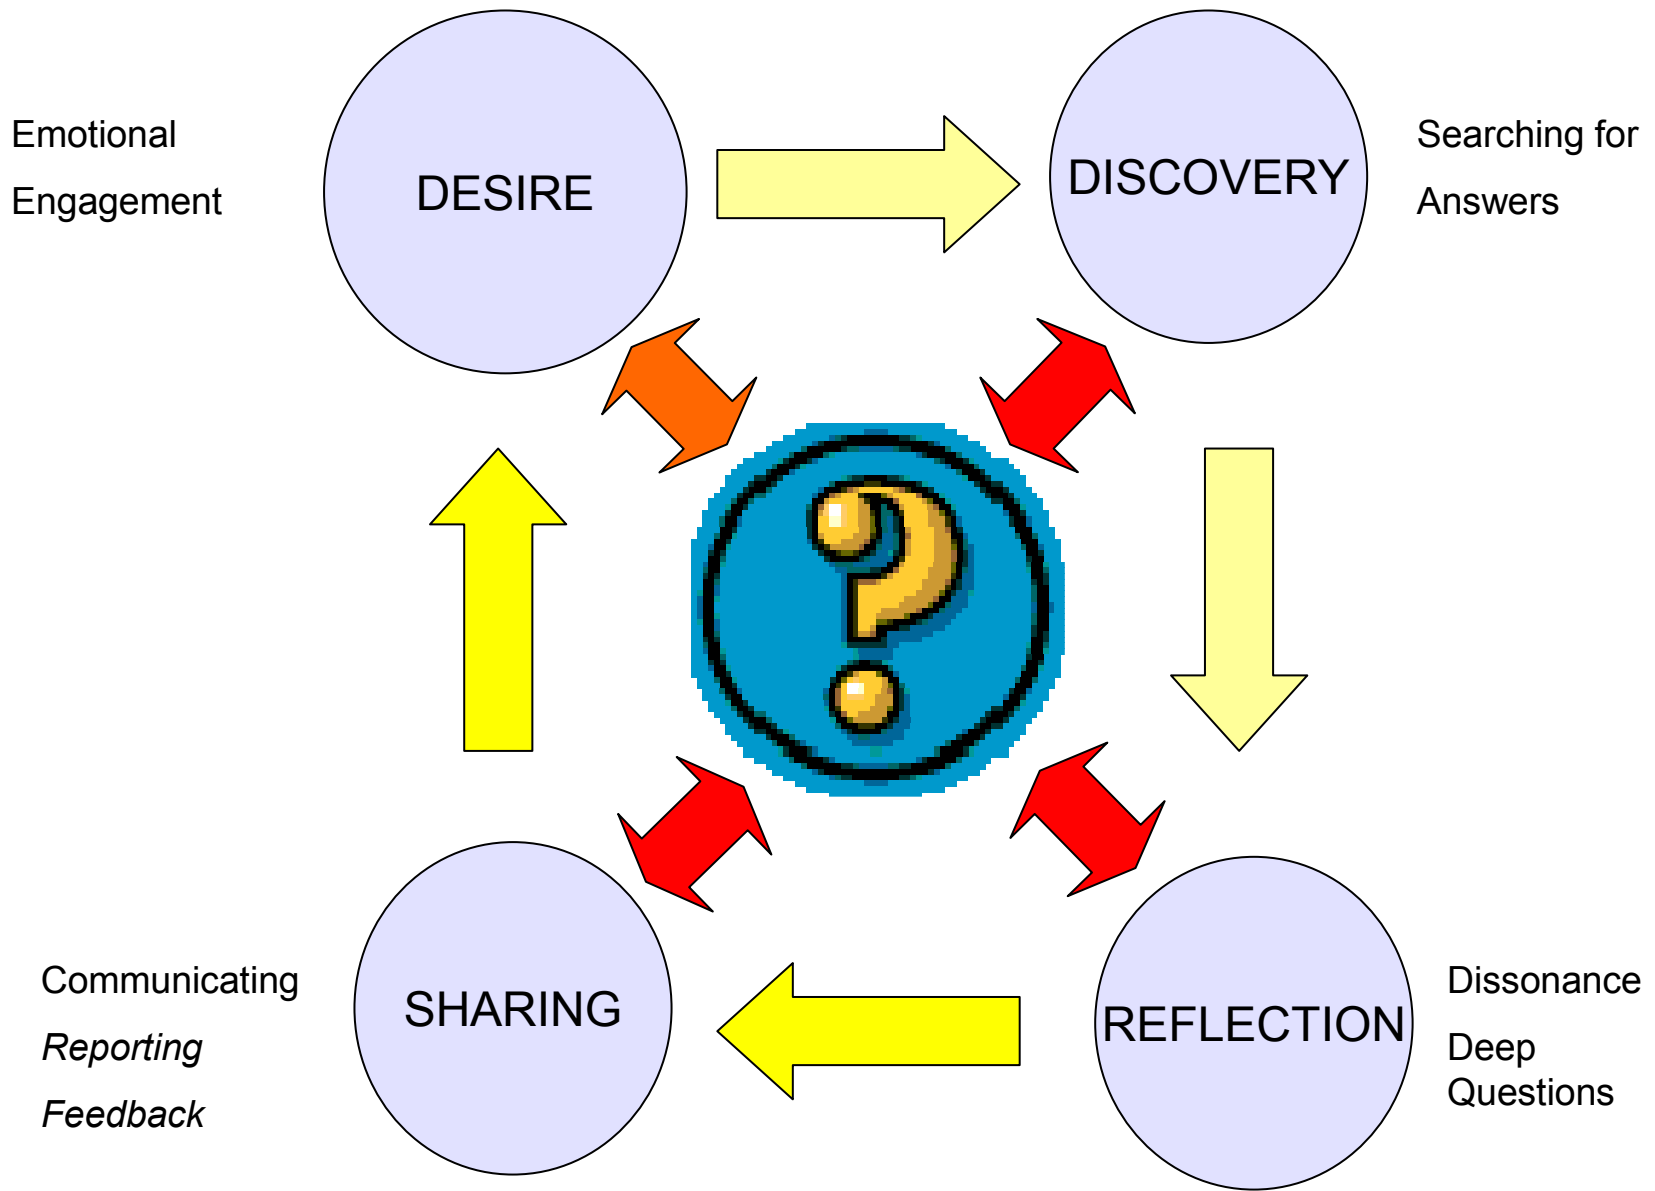 Emotional
Engagement
DESIRE
DISCOVERY
Searching for
Answers
?
Communicating
Reporting
Feedback
SHARING
REFLECTION
Dissonance
Deep
Questions